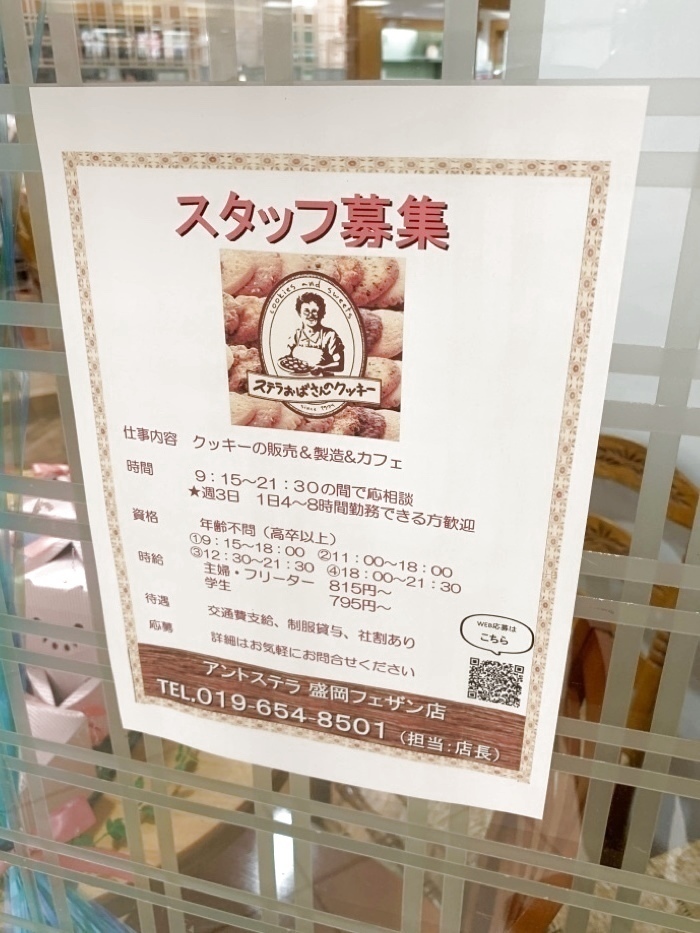 スタッフ募集
cookies and sweets
ステラおばさんのクッキー
仕事内容 クッキーの販売&製造&カフェ
時間 9:15〜21:30の間で応相談
★週3日 1日4〜8時間勤務できる方歓迎
資格 年齢不問(高卒以上)
①9:15〜18:00 ②11:00〜18:00
③12:30〜21:30 ④18:00〜21:30
時給 主婦・フリーター 815円〜
学生 795円〜
待遇 交通費支給、制服貸与、社割あり
応募 詳細はお気軽にお問合せください
WEB応募は
こちら
アントステラ 盛岡フェザン店
TEL.019-654-8501(担当:店長)